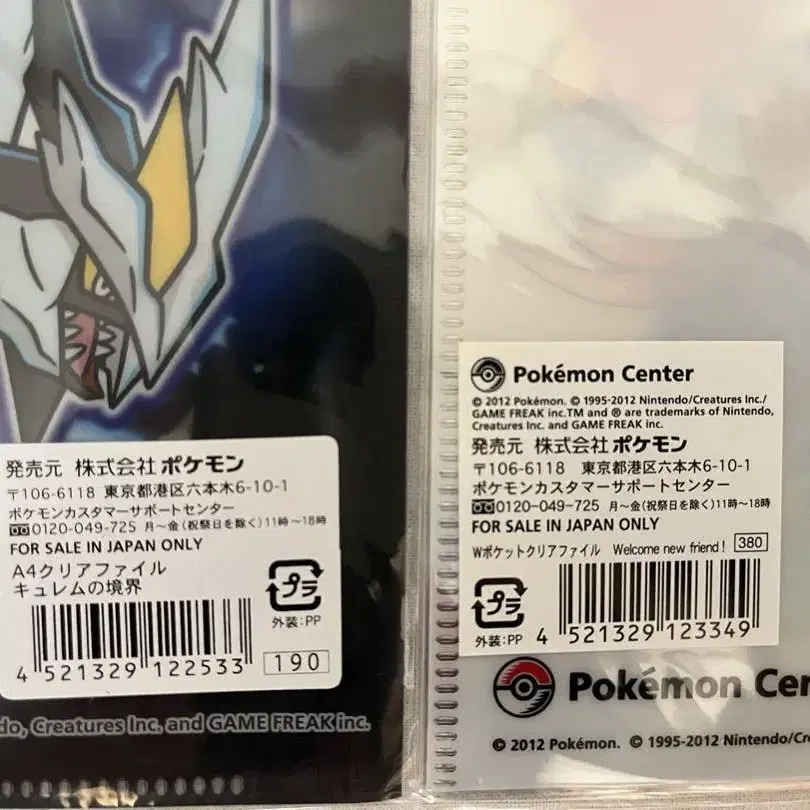 発売元 株式会社 ポケモン
〒106-6118 東京都港区六本木6-10-1
ポケモンカスタマーサポートセンター
0120-049-725 月～金(祝祭日を除く)11時～18時
FOR SALE IN JAPAN ONLY
A4クリアファイル
キュレムの境界
プラ
外装:PP
4 521329 122533
190
do, Creatures Inc. and GAME FREAK inc.
Pokémon Center
© 2012 Pokémon. © 1995-2012 Nintendo/Creatures Inc./
GAME FREAK inc.TM and ® are trademarks of Nintendo,
Creatures Inc. and GAME FREAK inc.
発売元 株式会社 ポケモン
〒106-6118 東京都港区六本木6-10-1
ポケモンカスタマーサポートセンター
0120-049-725 月～金(祝祭日を除く)11時～18時
FOR SALE IN JAPAN ONLY
Wポケットクリアファイル Welcome new friend! 380
プラ
外装:PP
4 521329 123349
Pokémon Cen
© 2012 Pokémon. © 1995-2012 Nintendo/C